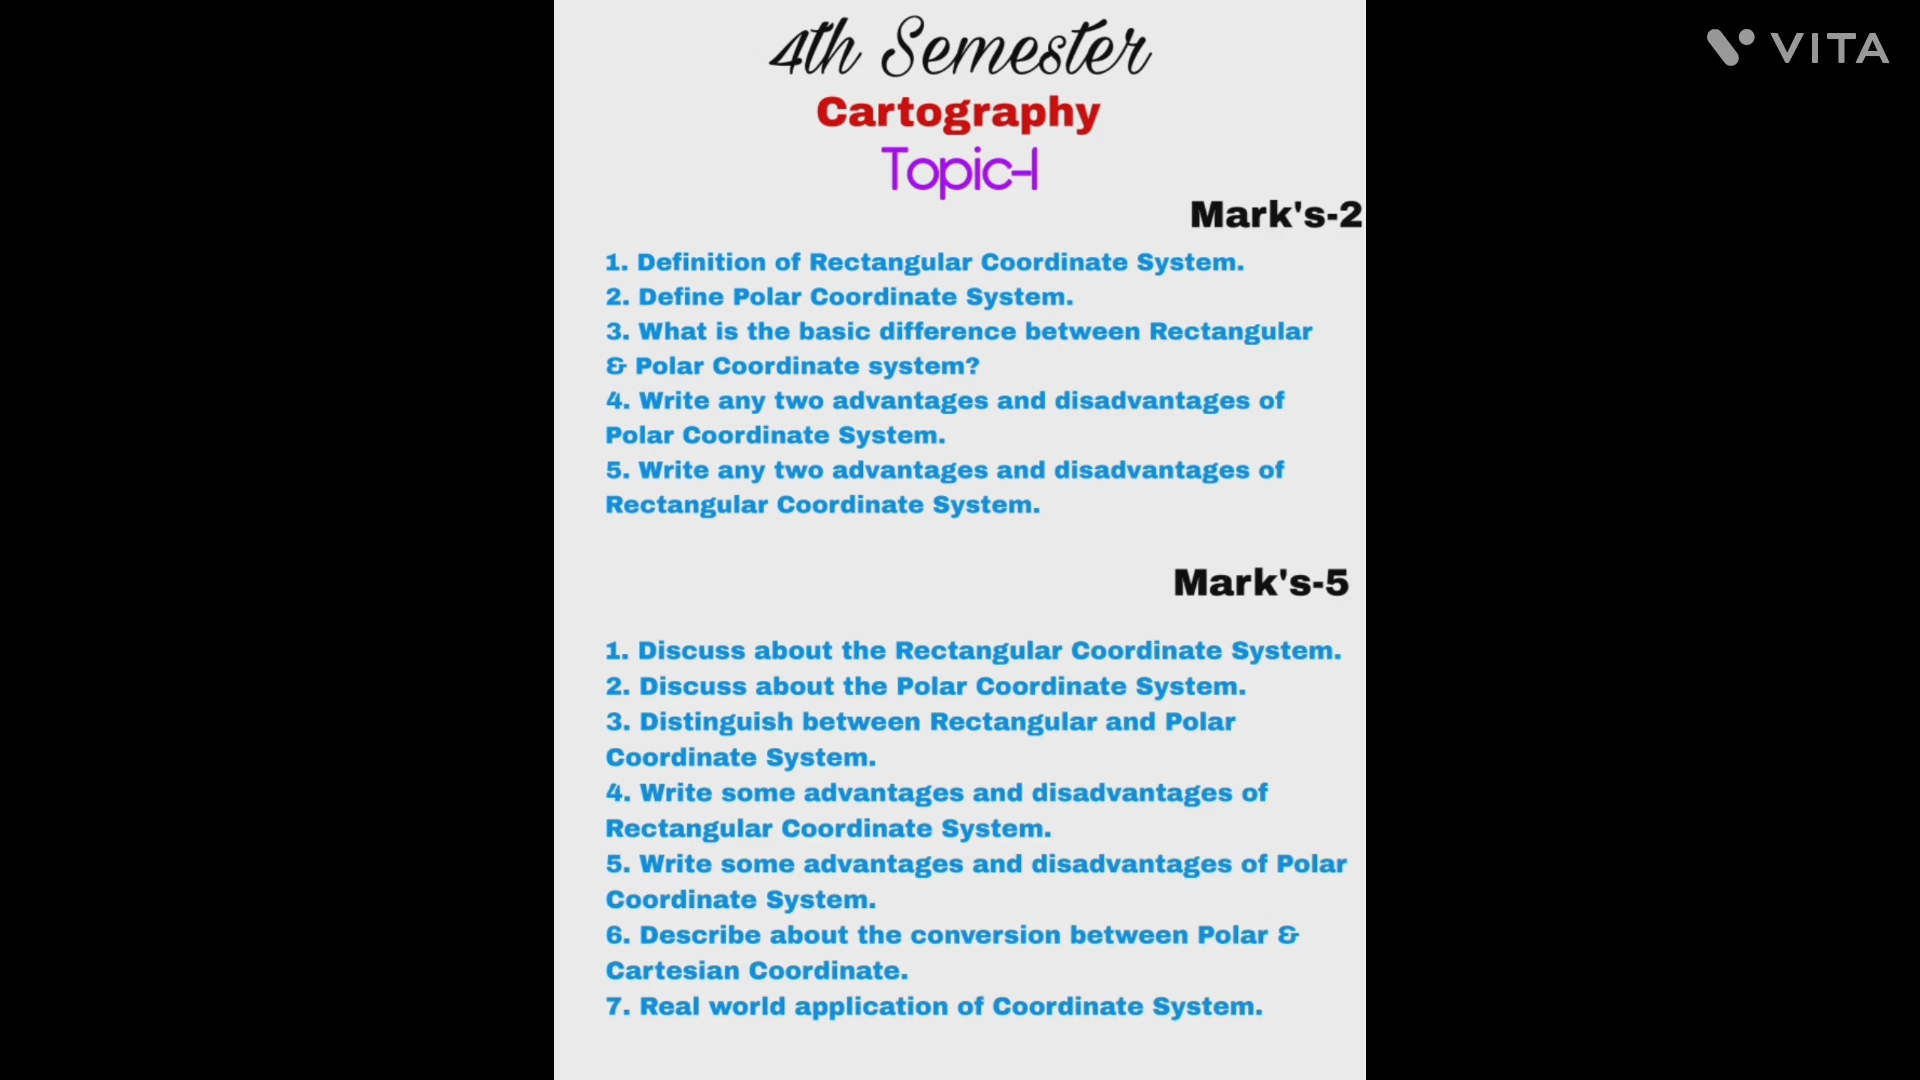 4th Semester
VITA
Cartography
Topic-I
Mark's-2
1. Definition of Rectangular Coordinate System.
2. Define Polar Coordinate System.
3. What is the basic difference between Rectangular
& Polar Coordinate system?
4. Write any two advantages and disadvantages of
Polar Coordinate System.
5. Write any two advantages and disadvantages of
Rectangular Coordinate System.
Mark's-5
1. Discuss about the Rectangular Coordinate System.
2. Discuss about the Polar Coordinate System.
3. Distinguish between Rectangular and Polar
Coordinate System.
4. Write some advantages and disadvantages of
Rectangular Coordinate System.
5. Write some advantages and disadvantages of Polar
Coordinate System.
6. Describe about the conversion between Polar &
Cartesian Coordinate.
7. Real world application of Coordinate System.